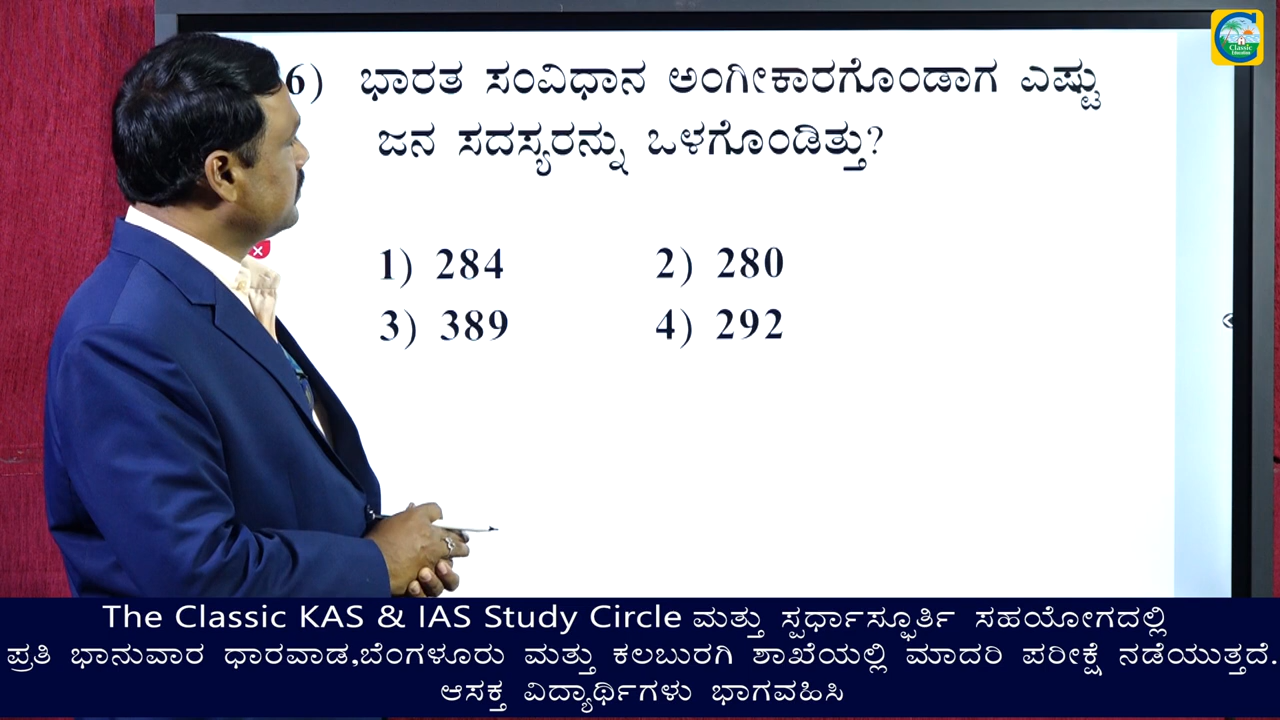 6) ಭಾರತ ಸಂವಿಧಾನ ಅಂಗೀಕಾರಗೊಂಡಾಗ ಎಷ್ಟು
ಜನ ಸದಸ್ಯರನ್ನು ಒಳಗೊಂಡಿತ್ತು?
1) 284 2) 280
3) 389 4) 292
Classic
Education
The Classic KAS & IAS Study Circle ಮತ್ತು ಸ್ಪರ್ಧಾಸ್ಫೂರ್ತಿ ಸಹಯೋಗದಲ್ಲಿ
ಪ್ರತಿ ಭಾನುವಾರ ಧಾರವಾಡ,ಬೆಂಗಳೂರು ಮತ್ತು ಕಲಬುರಗಿ ಶಾಖೆಯಲ್ಲಿ ಮಾದರಿ ಪರೀಕ್ಷೆ ನಡೆಯುತ್ತದೆ.
ಆಸಕ್ತ ವಿದ್ಯಾರ್ಥಿಗಳು ಭಾಗವಹಿಸಿ